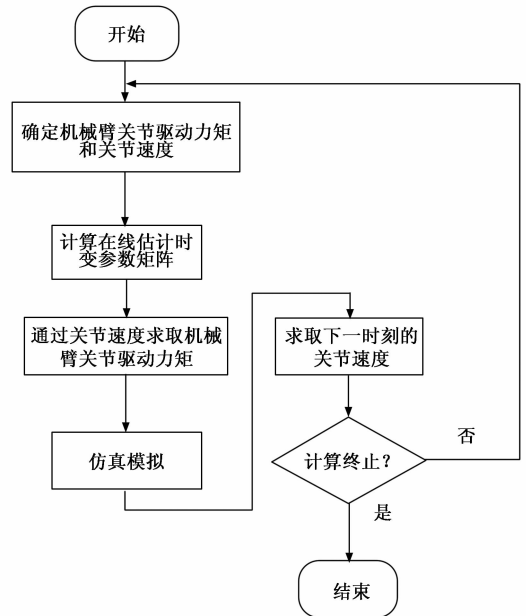 开始
确定机械臂关节驱动力矩
和关节速度
计算在线估计时
变参数矩阵
通过关节速度求取机械
臂关节驱动力矩
仿真模拟
求取下一时刻的
关节速度
计算终止？
否
是
结束